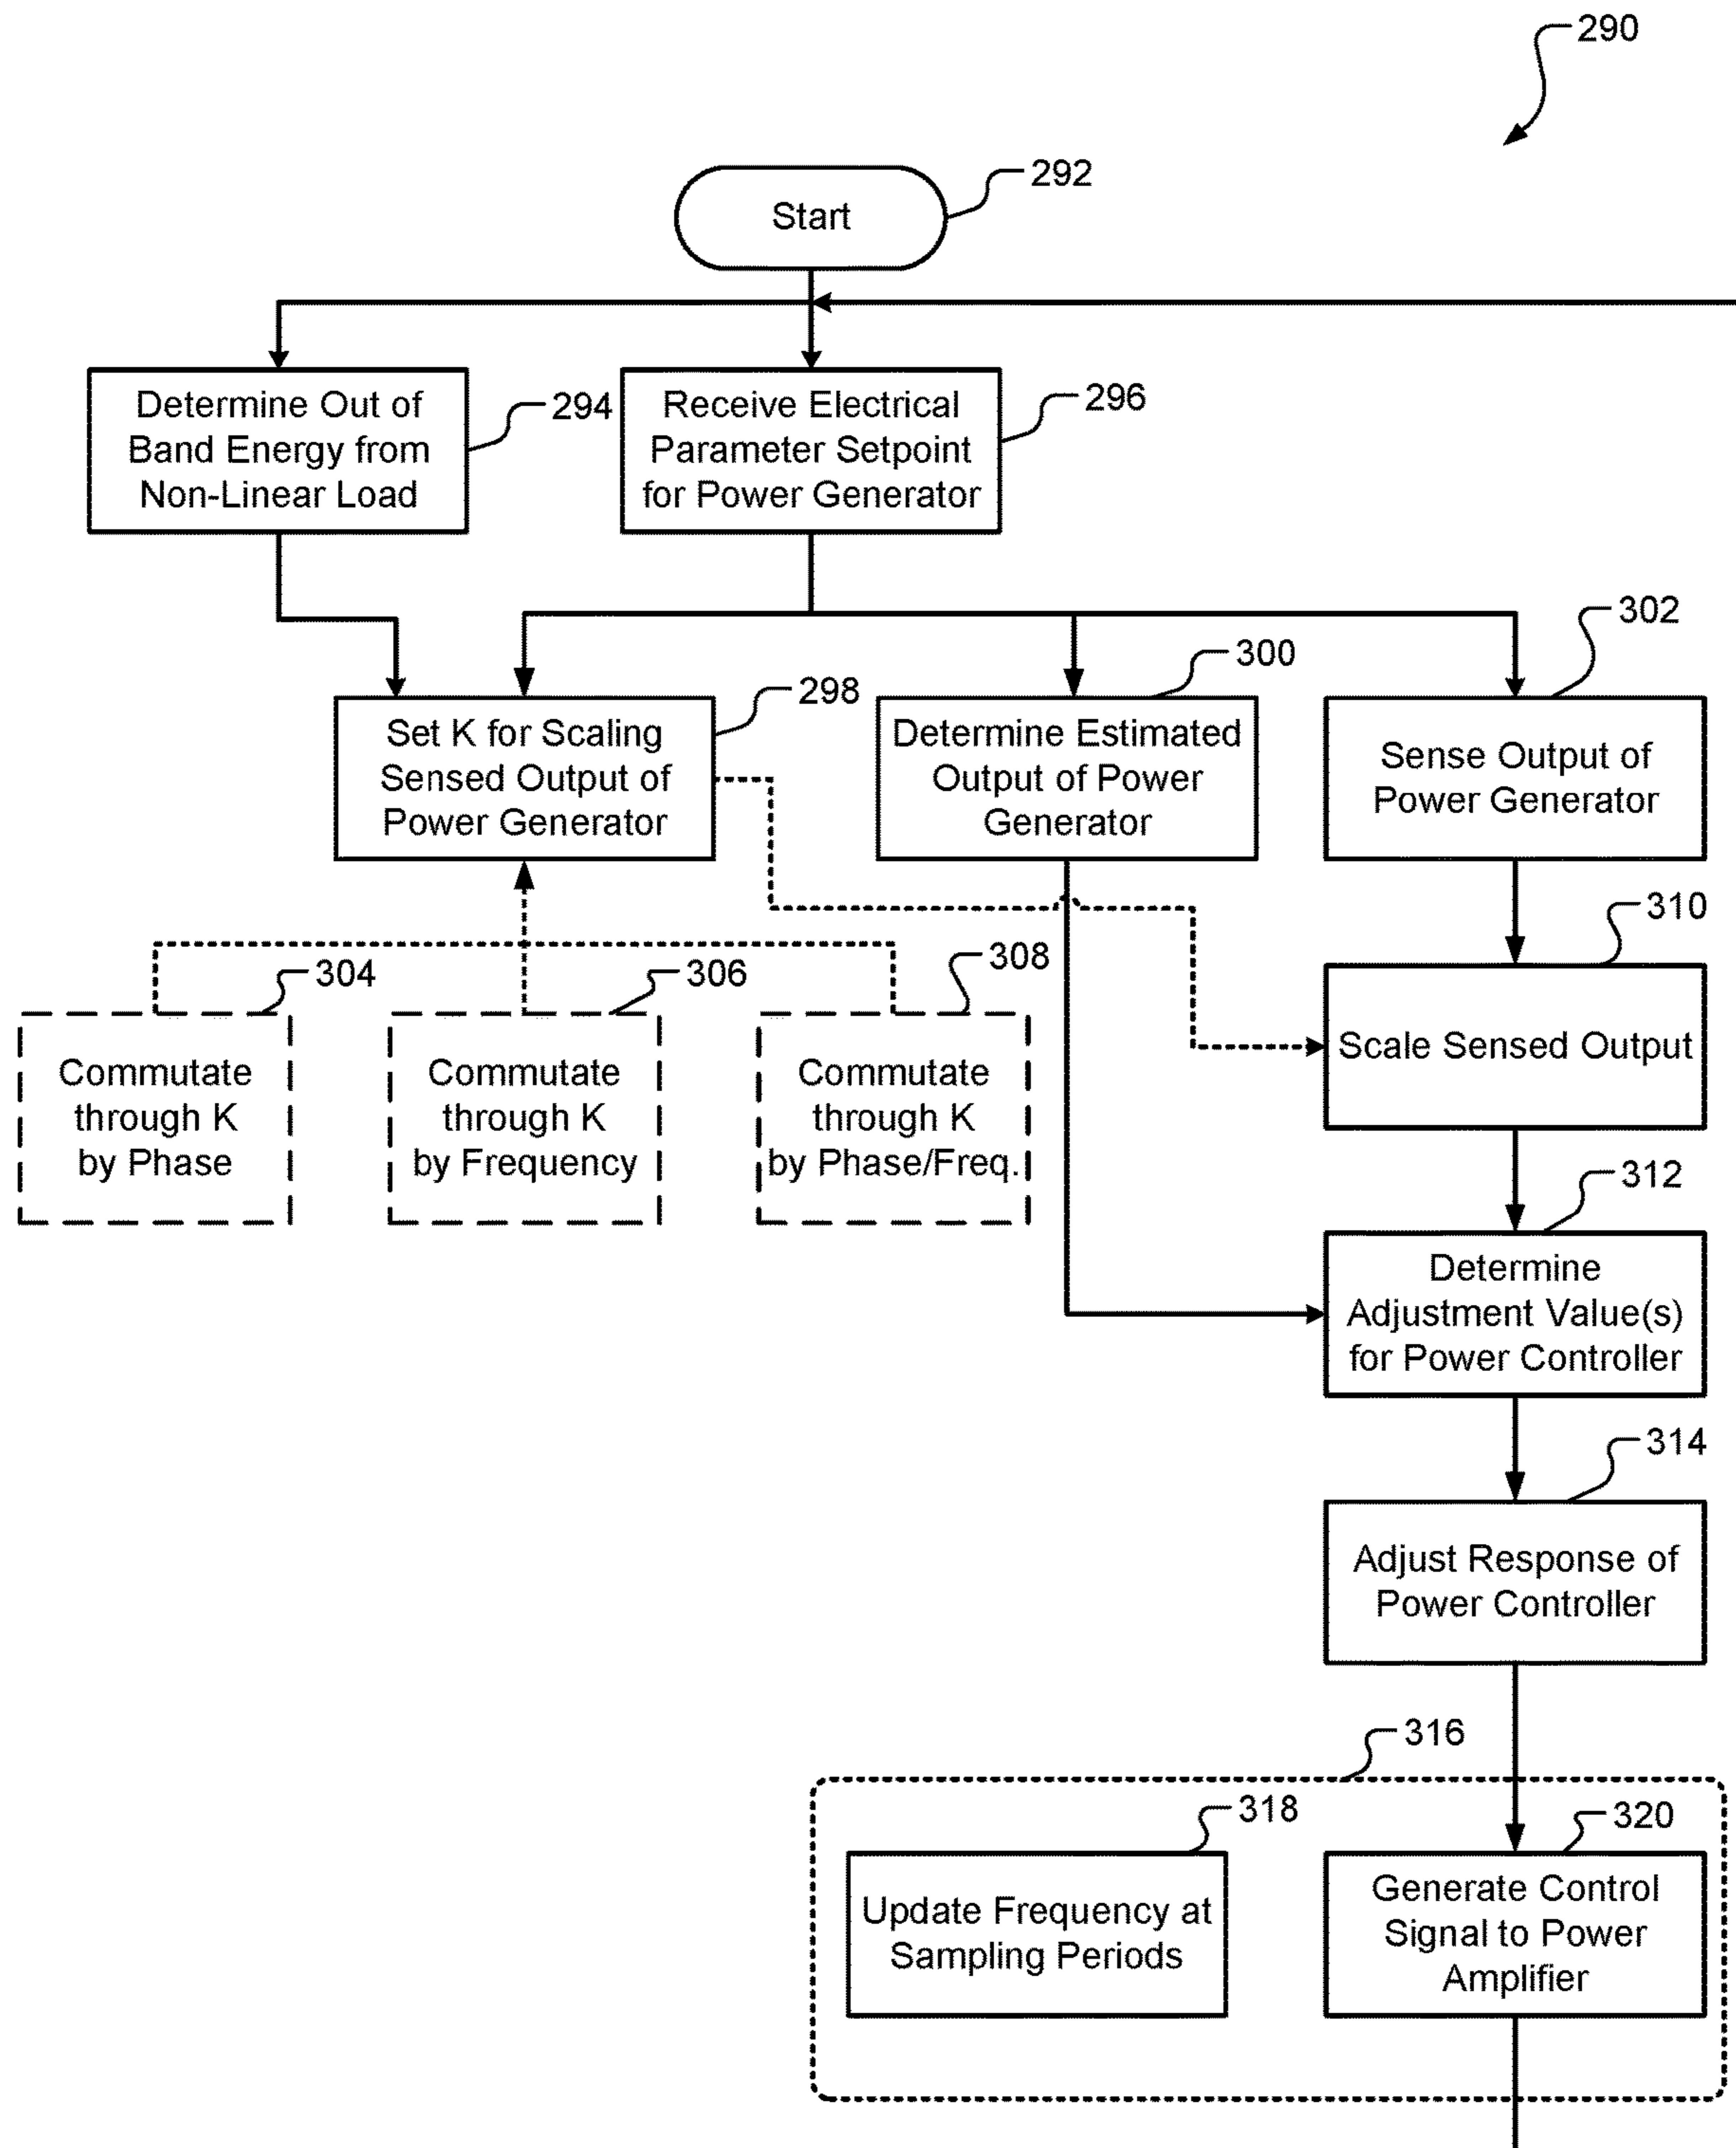 290
292
Start
Determine Out of
Band Energy from
Non-Linear Load
294
Receive Electrical
Parameter Setpoint
for Power Generator
296
298
Set K for Scaling
Sensed Output of
Power Generator
300
Determine Estimated
Output of Power
Generator
302
Sense Output of
Power Generator
304
Commutate
through K
by Phase
306
Commutate
through K
by Frequency
308
Commutate
through K
by Phase/Freq.
310
Scale Sensed Output
312
Determine
Adjustment Value(s)
for Power Controller
314
Adjust Response of
Power Controller
316
318
Update Frequency at
Sampling Periods
320
Generate Control
Signal to Power
Amplifier